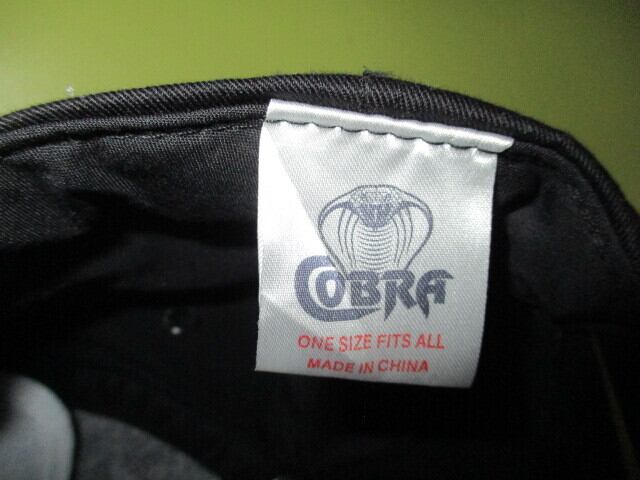 COBRA
ONE SIZE FITS ALL
MADE IN CHINA